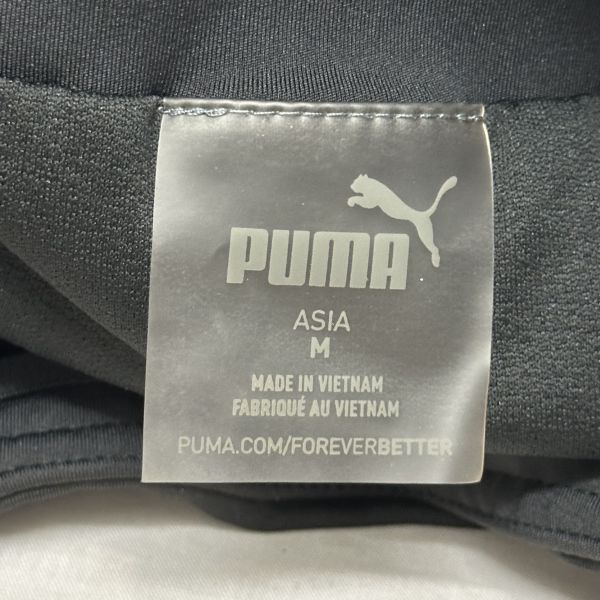 PUMA
ASIA
M
MADE IN VIETNAM
FABRIQUÉ AU VIETNAM
PUMA.COM/FOREVERBETTER